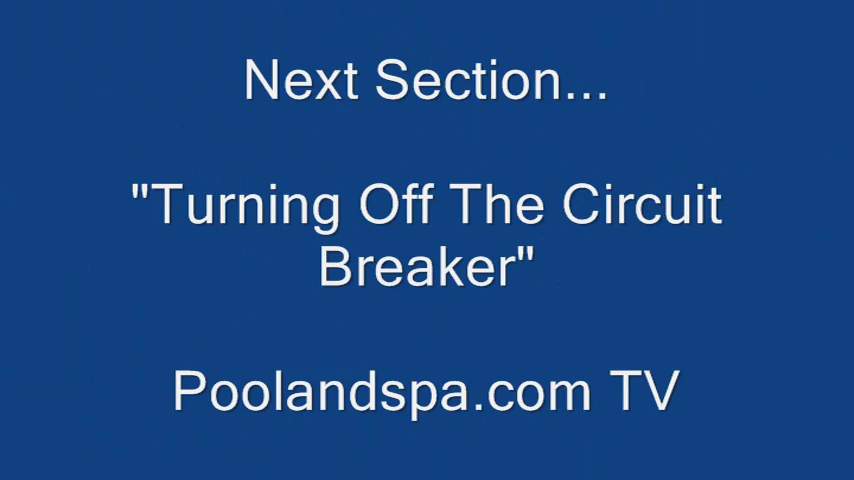 Next Section...
"Turning Off The Circuit
Breaker"
Poolandspa.com TV